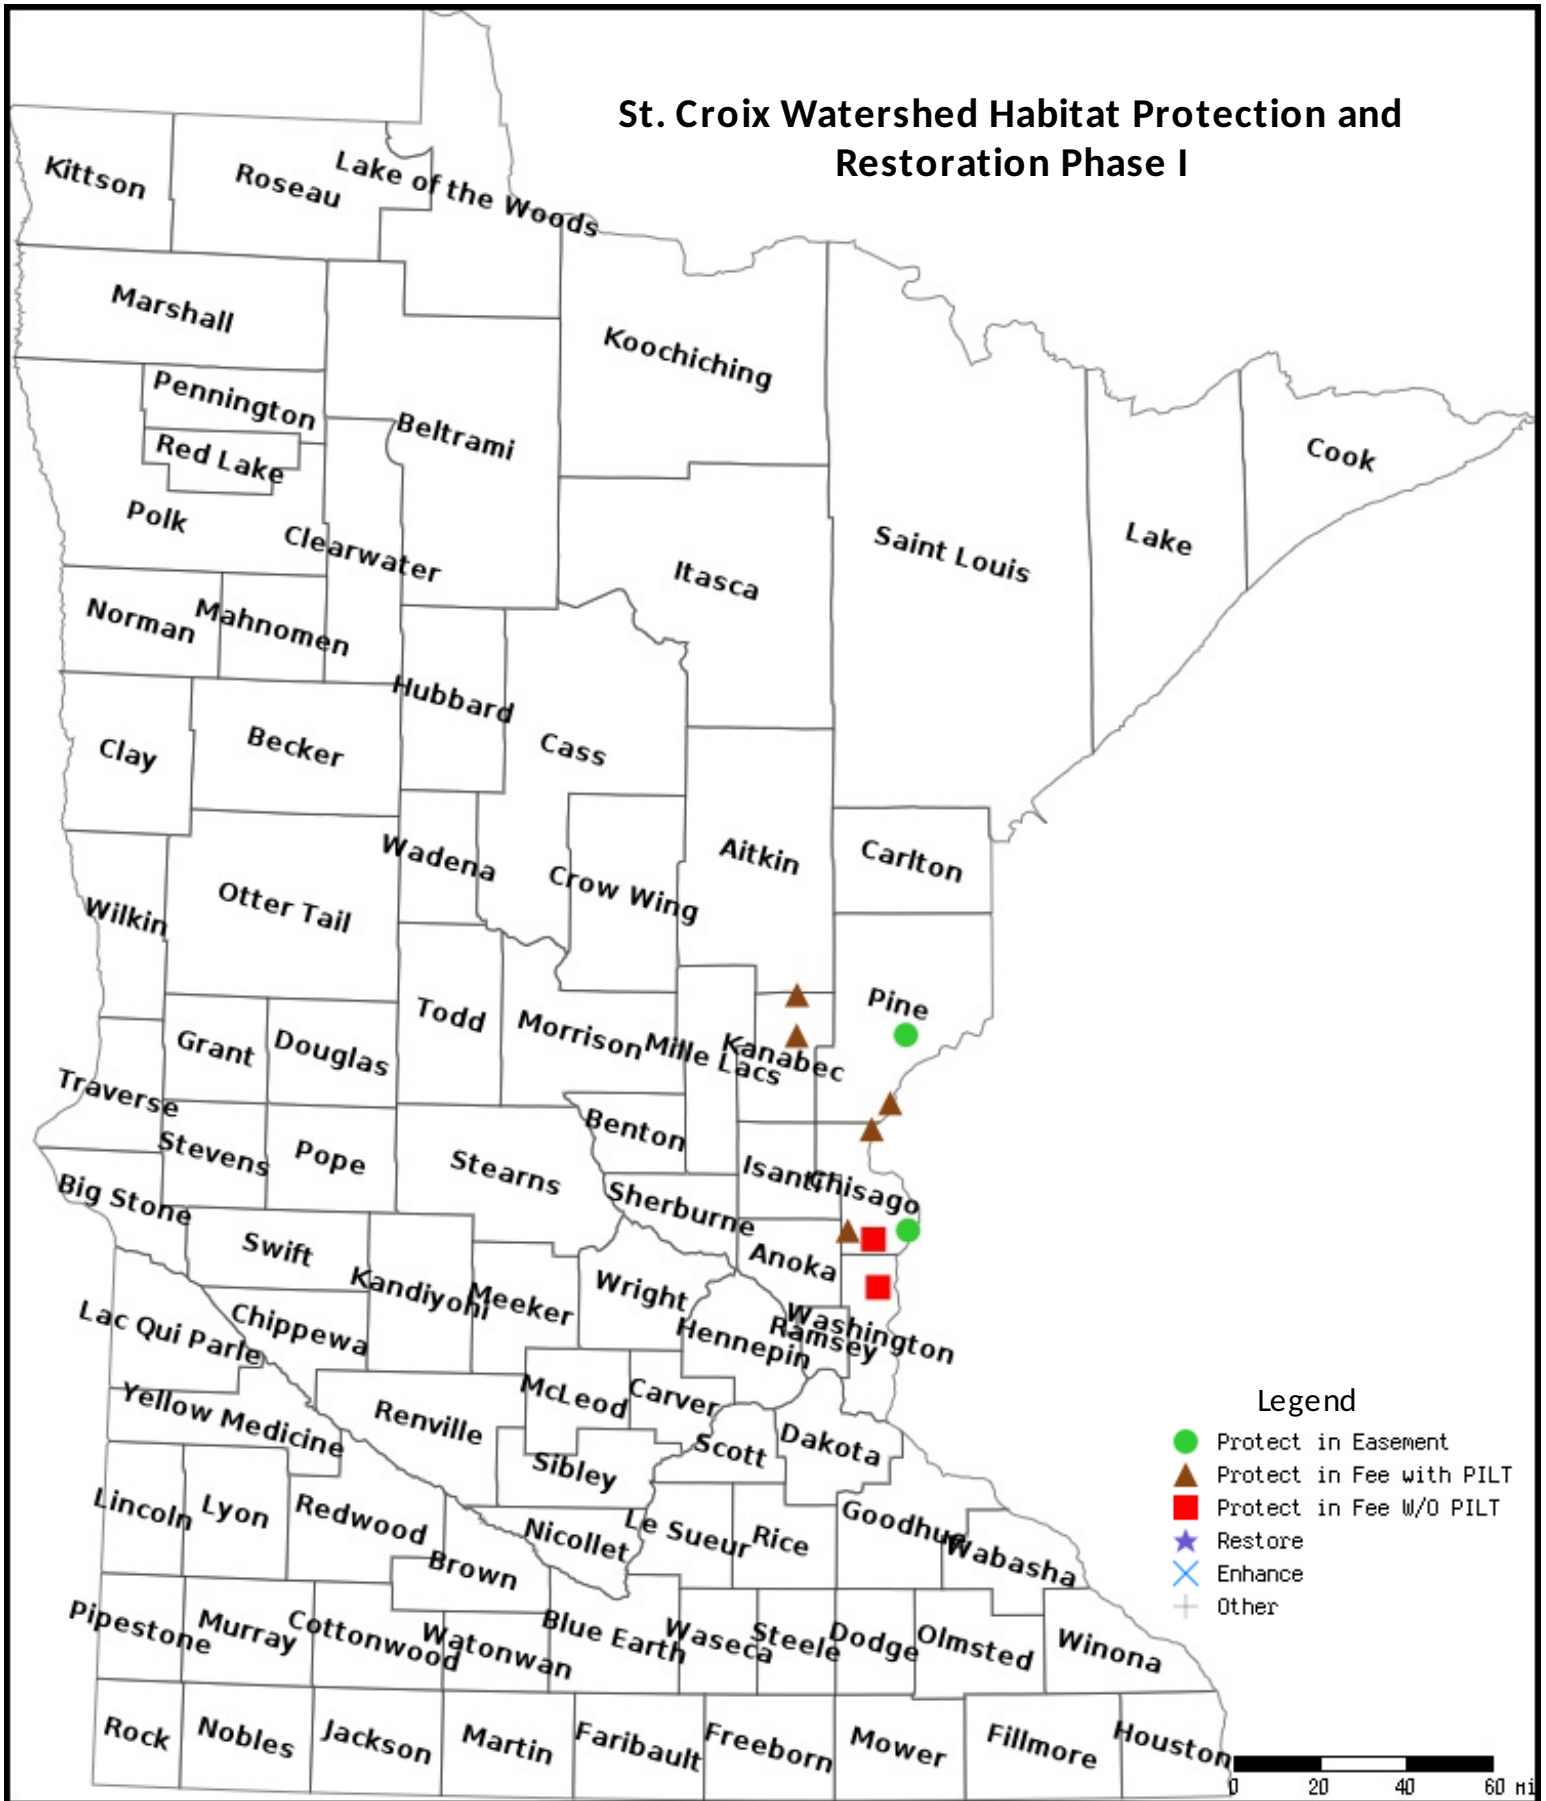 St. Croix Watershed Habitat Protection and
Restoration Phase I
Kittson
Roseau
Lake of the Woods
Marshall
Koochiching
Pennington
Beltrami
Red Lake
Cook
Polk
Clearwater
Saint Louis
Lake
Itasca
Norman
Mahnomen
Hubbard
Clay
Becker
Cass
Wadena
Aitkin
Carlton
Otter Tail
Crow Wing
Wilkin
Todd
Pine
Grant
Douglas
Morrison
Mille Lacs
Kanabec
Traverse
Stevens
Pope
Stearns
Benton
Isanti
Chisago
Big Stone
Sherburne
Swift
Anoka
Kandiyohi
Meeker
Wright
Lac Qui Parle
Chippewa
Hennepin
Ramsey
Washington
Yellow Medicine
Renville
McLeod
Carver
Scott
Dakota
Sibley
Lincoln
Lyon
Redwood
Nicollet
Le Sueur
Rice
Goodhue
Wabasha
Brown
Pipestone
Murray
Cottonwood
Watonwan
Blue Earth
Waseca
Steele
Dodge
Olmsted
Winona
Rock
Nobles
Jackson
Martin
Faribault
Freeborn
Mower
Fillmore
Houston
Legend
Protect in Easement
Protect in Fee with PILT
Protect in Fee W/O PILT
Restore
Enhance
Other
0 20 40 60 mi